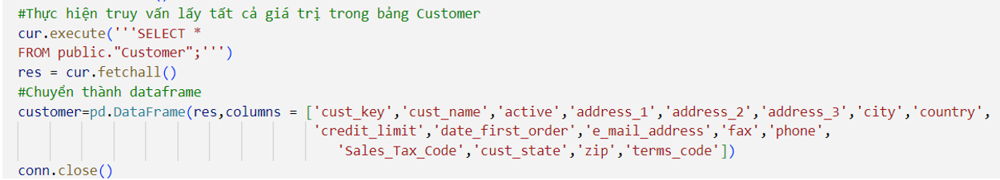 #Thực hiện truy vấn lấy tất cả giá trị trong bảng Customer
cur.execute('''SELECT *
FROM public."Customer";''')
res = cur.fetchall()
#Chuyển thành dataframe
customer=pd.DataFrame(res,columns = ['cust_key','cust_name','active','address_1','address_2','address_3','city','country',
'credit_limit','date_first_order','e_mail_address','fax','phone',
'Sales_Tax_Code','cust_state','zip','terms_code'])
conn.close()